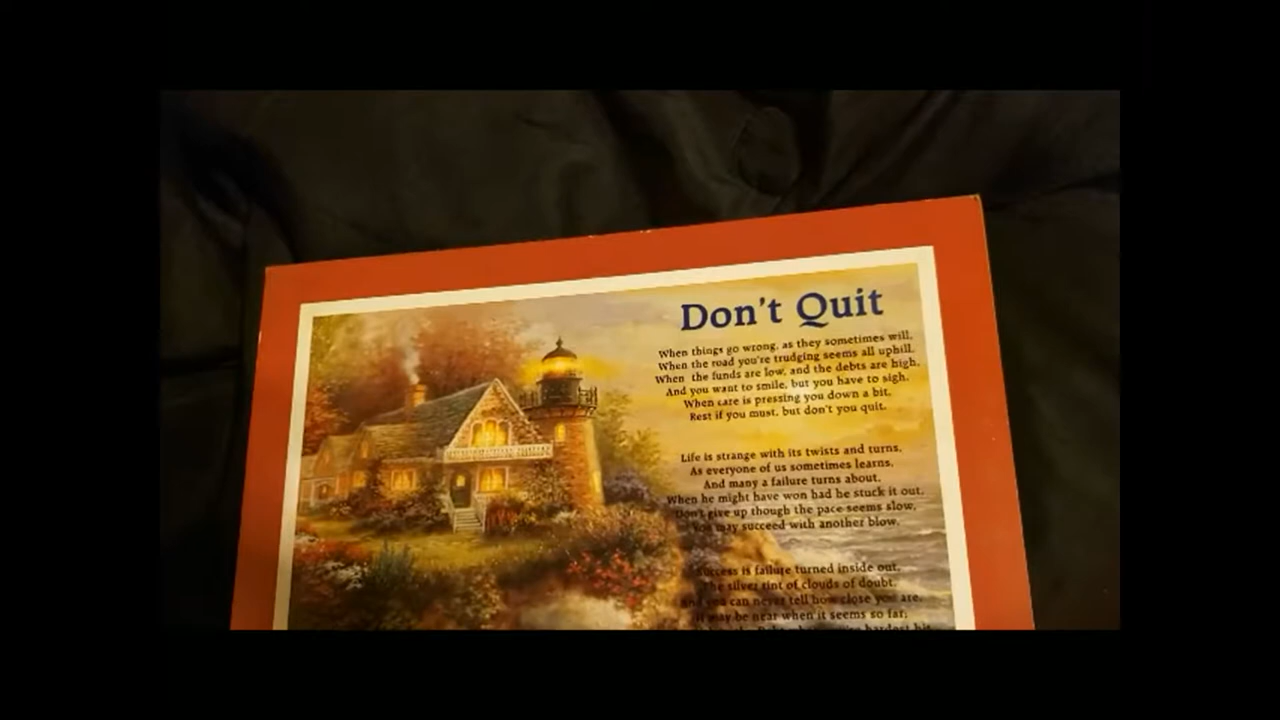 Don't Quit
When things go wrong, as they sometimes will,
When the road you're trudging seems all uphill,
When the funds are low, and the debts are high,
And you want to smile, but you have to sigh.
When care is pressing you down a bit,
Rest if you must, but don't you quit.
Life is strange with its twists and turns,
As everyone of us sometimes learns,
And many a failure turns about,
When he might have won had he stuck it out,
Don't give up though the pace seems slow,
You may succeed with another blow.
Success is failure turned inside out,
The silver tint of clouds of doubt.
And you can never tell how close you are,
It may be near when it seems so far;
hardest hit